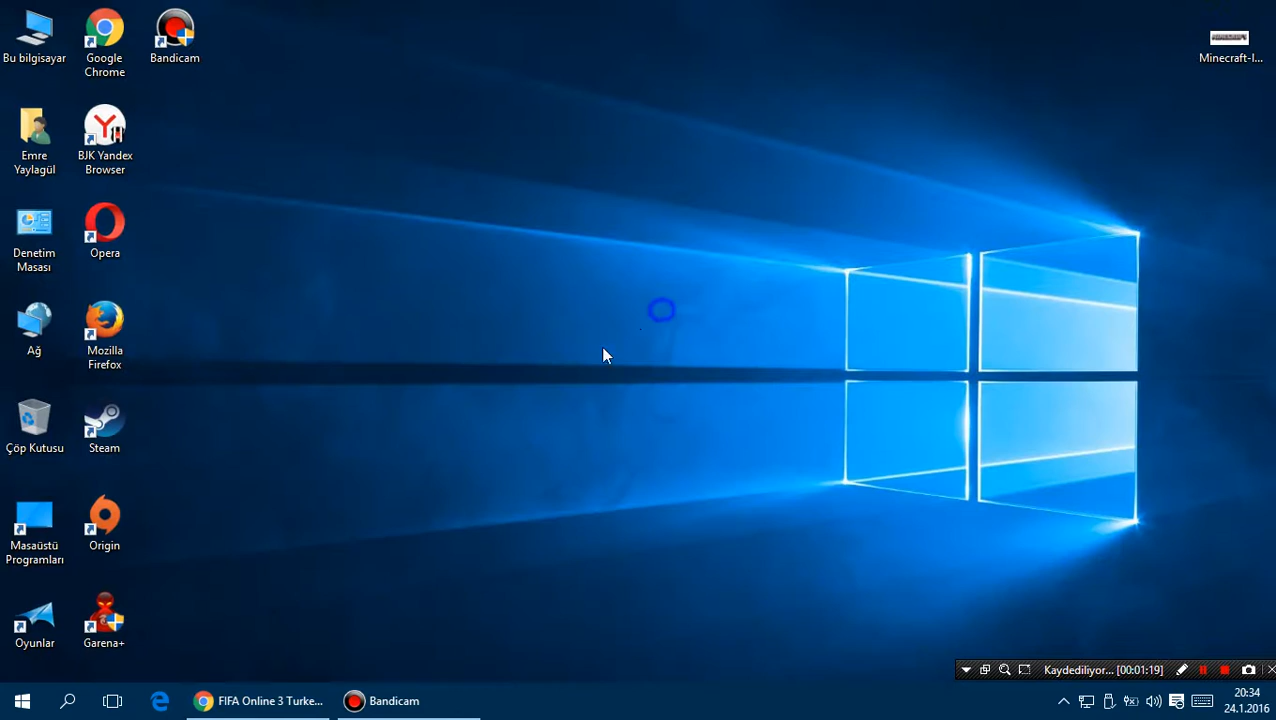 Bu bilgisayar
Google
Chrome
Bandicam
Minecraft-I...
Emre
Yaylagül
BJK Yandex
Browser
Denetim
Masası
Opera
Ağ
Mozilla
Firefox
Çöp Kutusu
Steam
Masaüstü
Programları
Origin
Oyunlar
Garena+
Kaydediliyor... [00:01:19]
FIFA Online 3 Turke...
Bandicam
20:34
24.1.2016